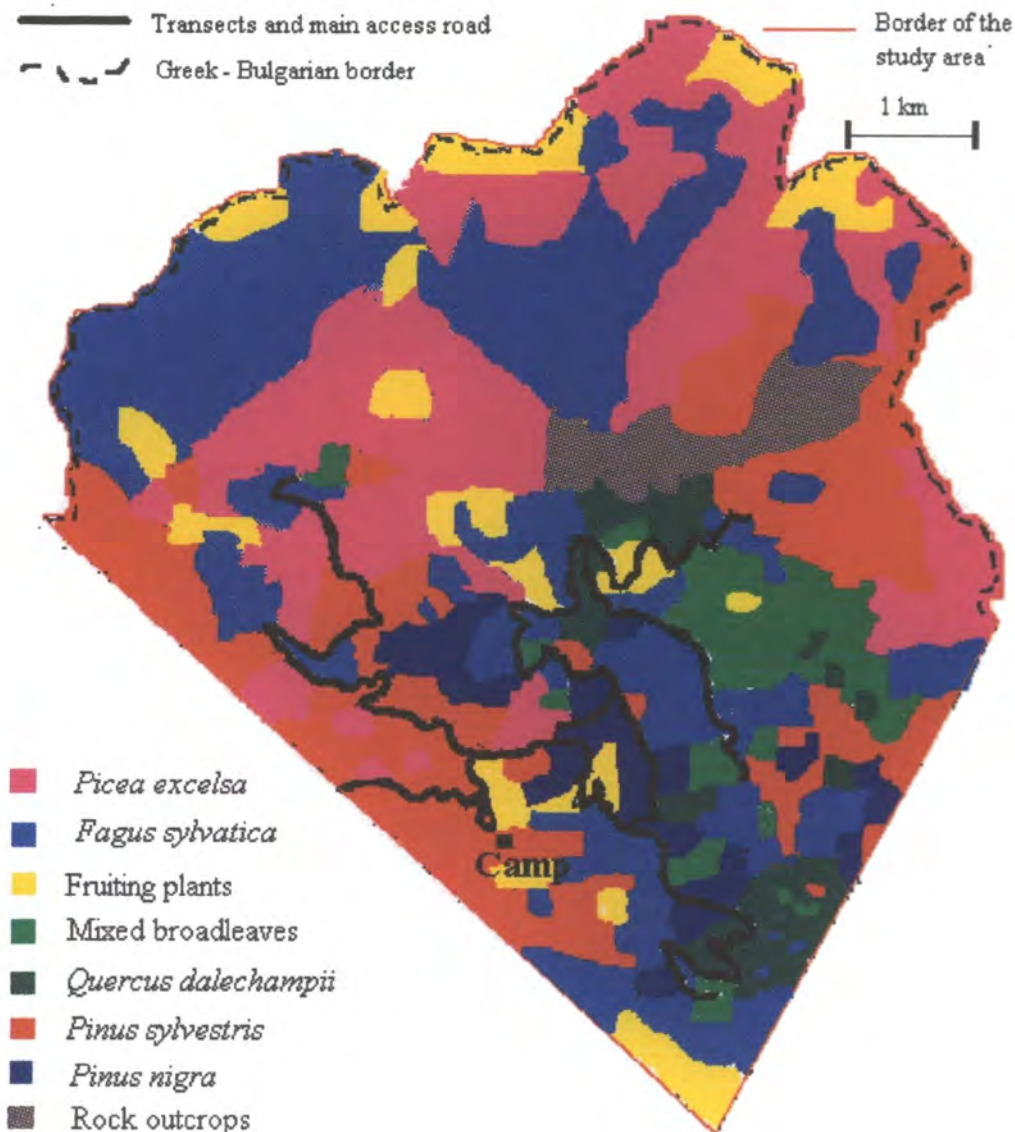 Transects and main access road
Greek - Bulgarian border
Border of the
study area
1 km
Camp
Picea excelsa
Fagus sylvatica
Fruiting plants
Mixed broadleaves
Quercus dalechampii
Pinus sylvestris
Pinus nigra
Rock outcrops